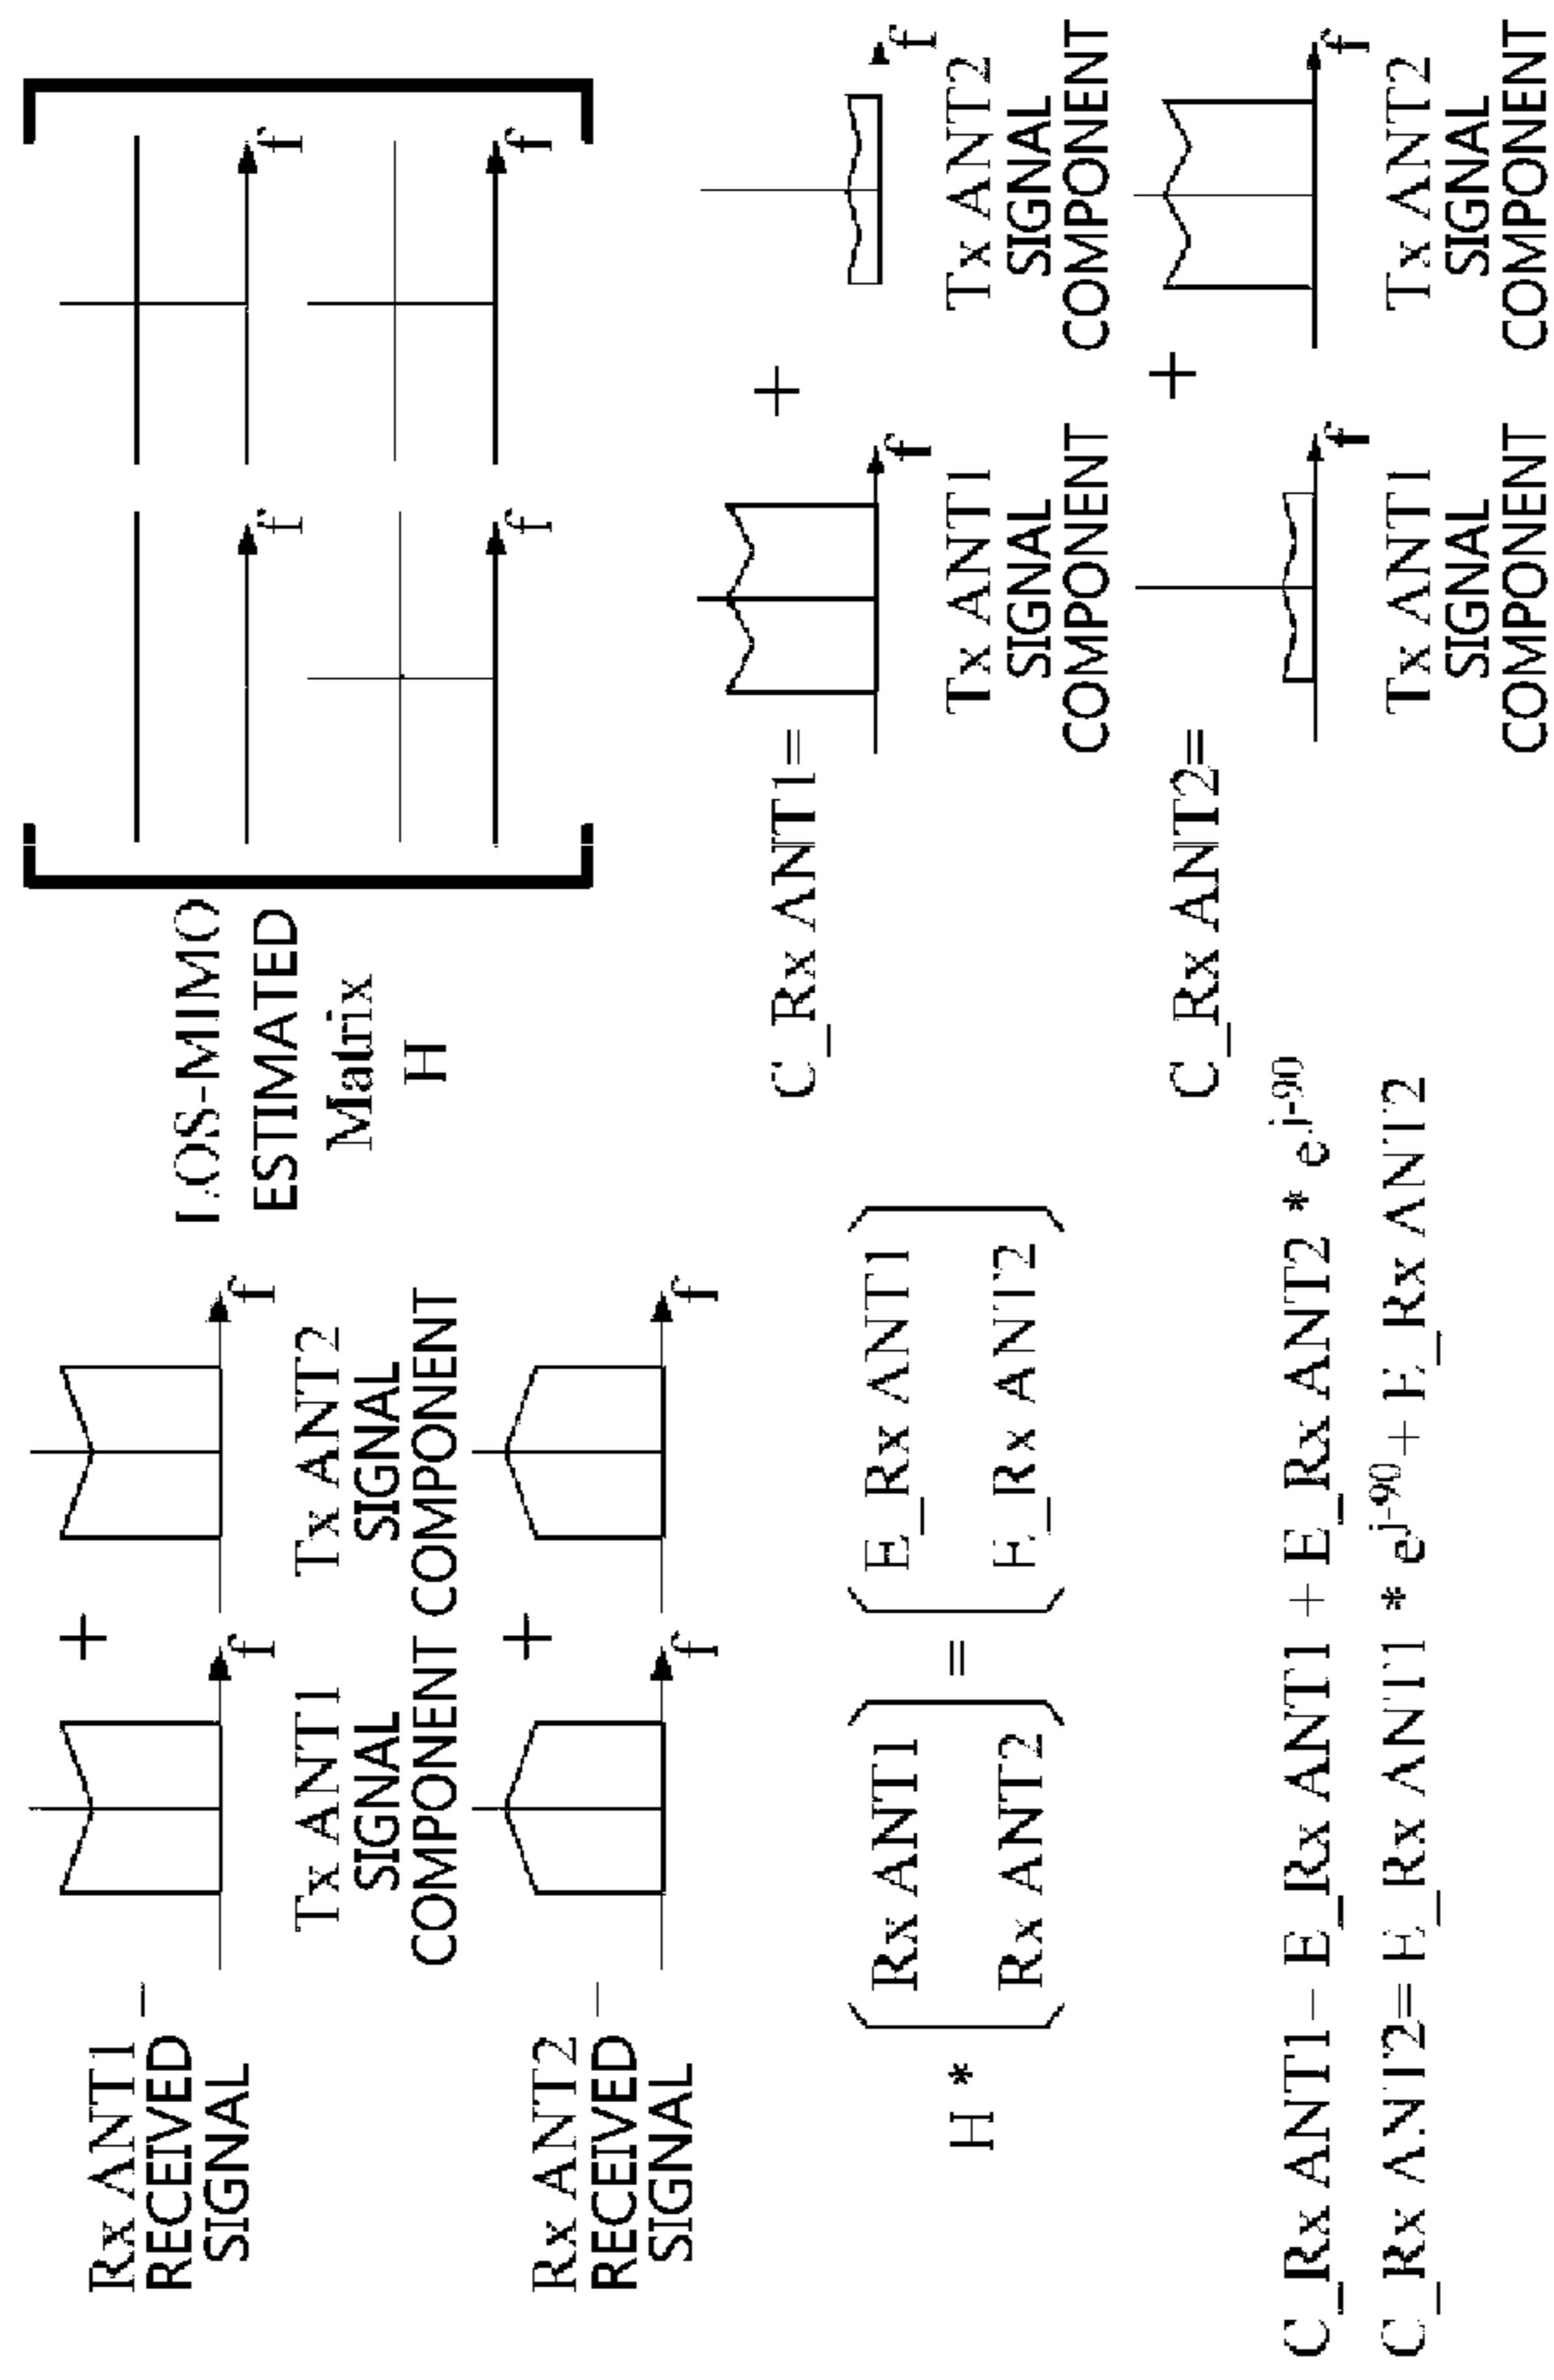 Rx ANT1 =
RECEIVED
SIGNAL
+
f
f
Tx ANT1
SIGNAL
COMPONENT
Tx ANT2
SIGNAL
COMPONENT
Rx ANT2 =
RECEIVED
SIGNAL
+
f
f
H * ( Rx ANT1 ) = ( E_Rx ANT1 )
Rx ANT2 E_Rx ANT2
C_Rx ANT1= E_Rx ANT1 + E_Rx ANT2 * e^j-90
C_Rx ANT2= E_Rx ANT1 * e^j-90 + E_Rx ANT2
LOS-MIMO
ESTIMATED
Matrix
H
f
f
f
f
C_Rx ANT1=
+
f
f
Tx ANT1
SIGNAL
COMPONENT
Tx ANT2
SIGNAL
COMPONENT
C_Rx ANT2=
+
f
f
Tx ANT1
SIGNAL
COMPONENT
Tx ANT2
SIGNAL
COMPONENT